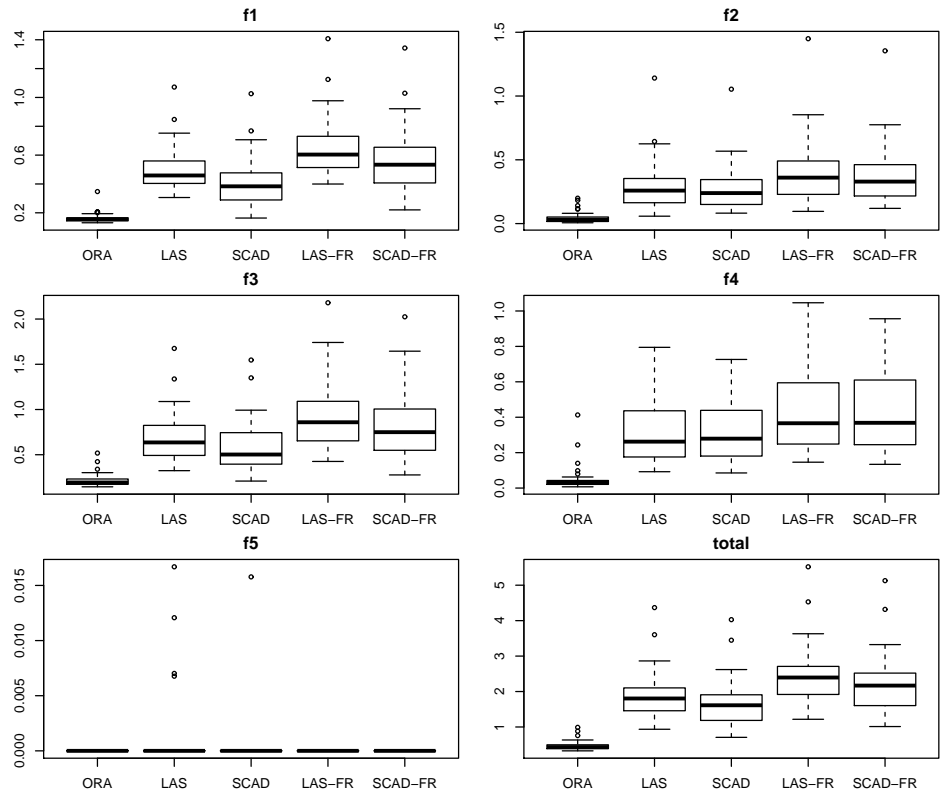 f1
1.4
1.0
0.6
0.2
ORA LAS SCAD LAS−FR SCAD−FR
f2
1.5
1.0
0.5
0.0
ORA LAS SCAD LAS−FR SCAD−FR
f3
2.0
1.5
1.0
0.5
ORA LAS SCAD LAS−FR SCAD−FR
f4
1.0
0.8
0.6
0.4
0.2
0.0
ORA LAS SCAD LAS−FR SCAD−FR
f5
0.015
0.010
0.005
0.000
ORA LAS SCAD LAS−FR SCAD−FR
total
5
4
3
2
1
ORA LAS SCAD LAS−FR SCAD−FR